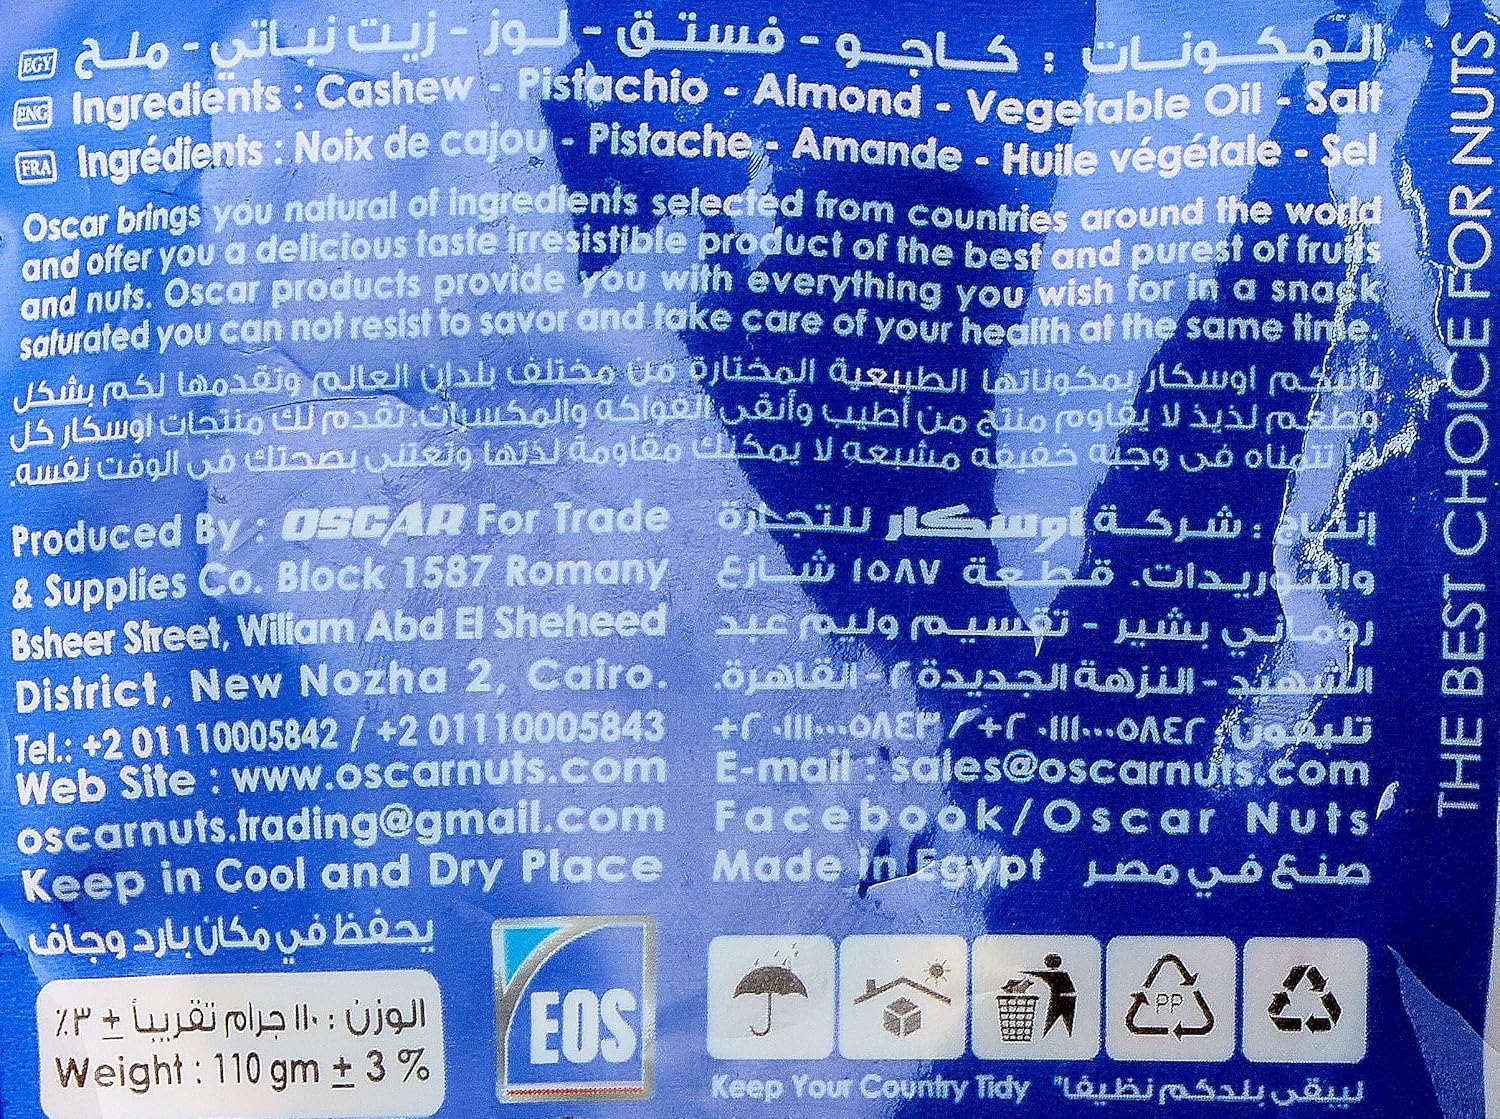 EGY المكونات : كاجو - فستق - لوز - زيت نباتي - ملح
ENG Ingredients : Cashew - Pistachio - Almond - Vegetable Oil - Salt
FRA Ingrédients : Noix de cajou - Pistache - Amande - Huile végétale - Sel
Oscar brings you natural of ingredients selected from countries around the world
and offer you a delicious taste irresistible product of the best and purest of fruits
and nuts. Oscar products provide you with everything you wish for in a snack
saturated you can not resist to savor and take care of your health at the same time.
تأتيكم اوسكار بمكوناتها الطبيعية المختارة من مختلف بلدان العالم وتقدمها لكم بشكل
وطعم لذيذ لا يقاوم منتج من أطيب وأنقى الفواكه والمكسرات. تقدم لك منتجات اوسكار كل
ما تتمناه فى وجبة خفيفة مشبعة لا يمكنك مقاومة لذتها وتعتنى بصحتك فى الوقت نفسه.
Produced By : OSCAR For Trade
& Supplies Co. Block 1587 Romany
Bsheer Street, Wiliam Abd El Sheheed
District, New Nozha 2, Cairo.
Tel.: +2 01110005842 / +2 01110005843
Web Site : www.oscarnuts.com
oscarnuts.trading@gmail.com
Keep in Cool and Dry Place
يحفظ في مكان بارد وجاف
إنتاج : شركة اوسكار للتجارة
والتوريدات. قطعة ١٥٨٧ شارع
روماني بشير - تقسيم وليم عبد
الشهيد - النزهة الجديدة ٢ - القاهرة.
تليفون: ٠١١١٠٠٠٥٨٤٢ ٢+ / ٠١١١٠٠٠٥٨٤٣ ٢+
E-mail : sales@oscarnuts.com
Facebook/Oscar Nuts
Made in Egypt صنع في مصر
الوزن : ١١٠ جرام تقريباً ± ٣٪
Weight : 110 gm ± 3 %
EOS
PP
Keep Your Country Tidy "ليبقى بلدكم نظيفا"
THE BEST CHOICE FOR NUTS